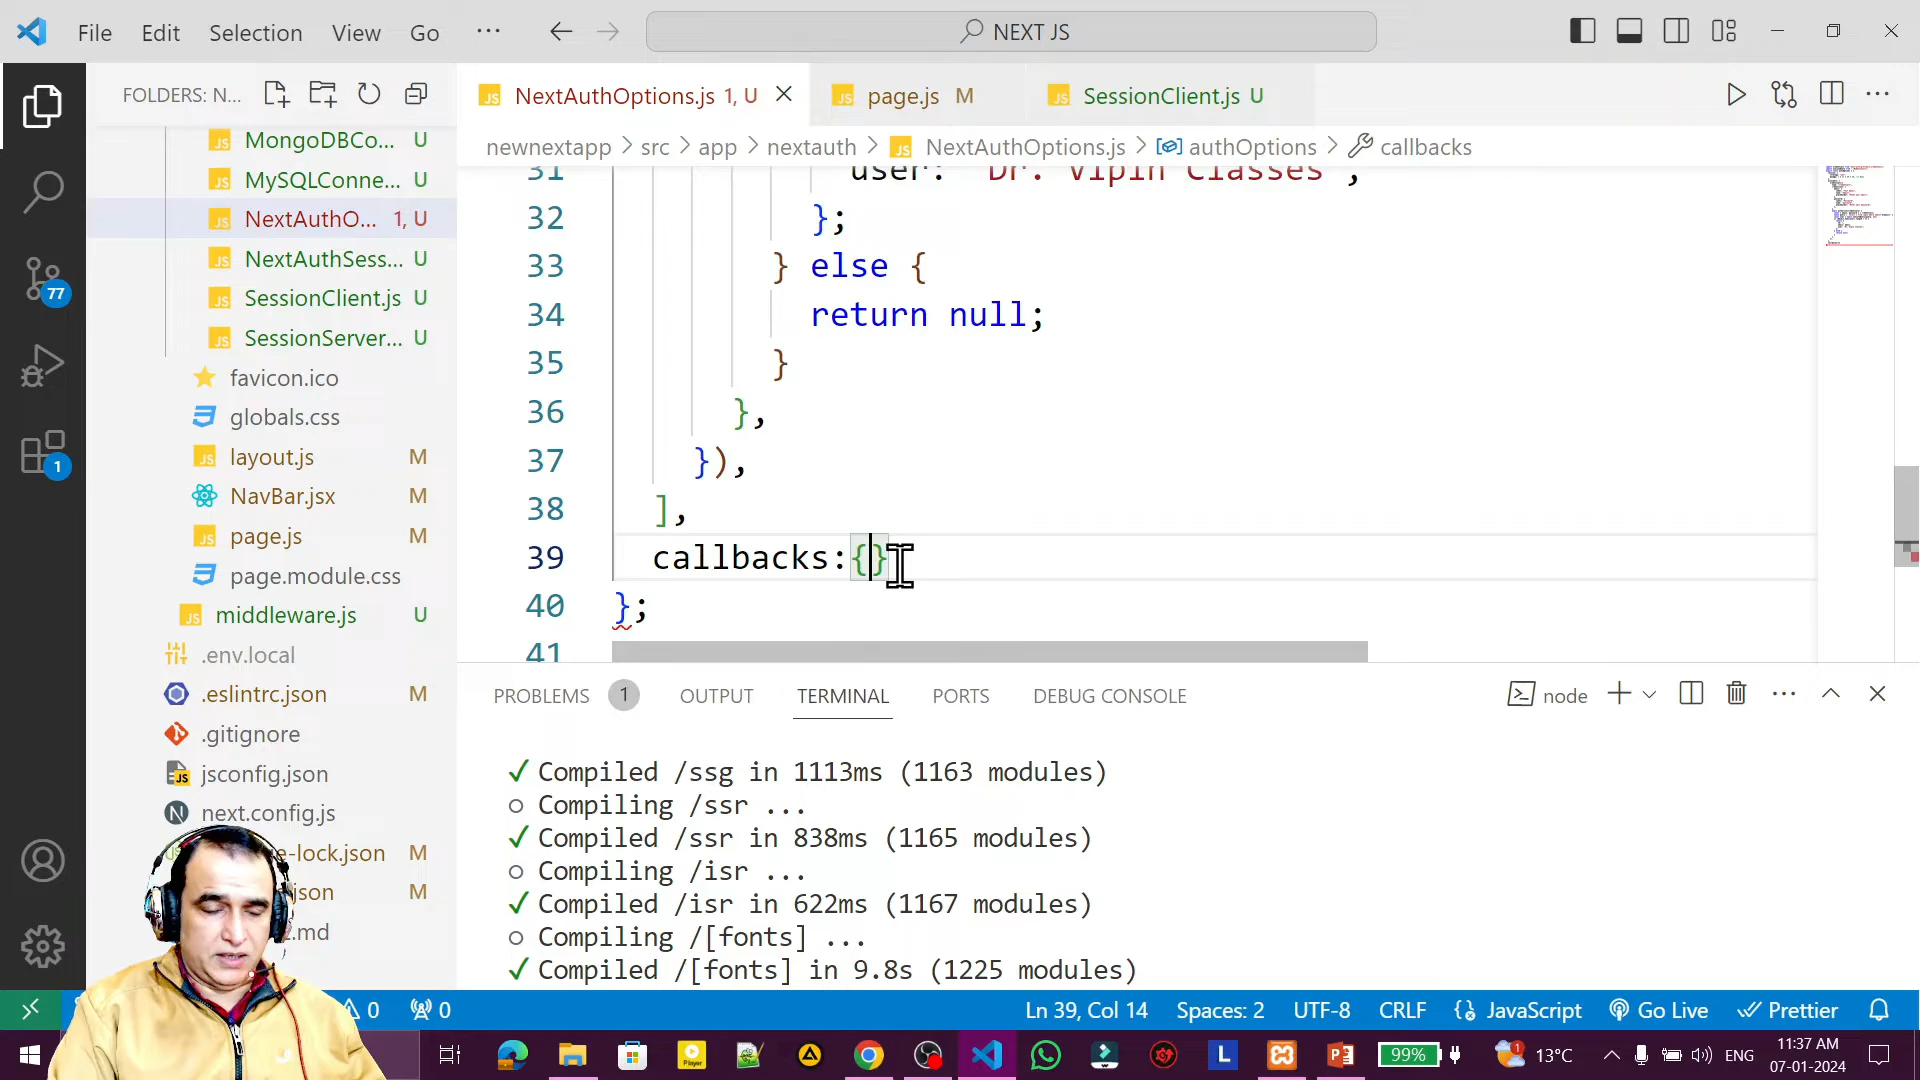 File Edit Selection View Go ··· NEXT JS
FOLDERS: N...
NextAuthOptions.js 1, U
page.js M
SessionClient.js U
newnextapp > src > app > nextauth > NextAuthOptions.js > authOptions > callbacks
MongoDBCo... U
MySQLConne... U
NextAuthO... 1, U
NextAuthSess... U
SessionClient.js U
SessionServer... U
favicon.ico
globals.css
layout.js M
NavBar.jsx M
page.js M
page.module.css
middleware.js U
.env.local
.eslintrc.json M
.gitignore
jsconfig.json
next.config.js
e-lock.json M
json M
.md
77
1
31 user: "Dr. Vipin Classes",
32 };
33 } else {
34 return null;
35 }
36 },
37 }),
38 ],
39 callbacks:{}
40 };
41
PROBLEMS 1 OUTPUT TERMINAL PORTS DEBUG CONSOLE
node
✓ Compiled /ssg in 1113ms (1163 modules)
○ Compiling /ssr ...
✓ Compiled /ssr in 838ms (1165 modules)
○ Compiling /isr ...
✓ Compiled /isr in 622ms (1167 modules)
○ Compiling /[fonts] ...
✓ Compiled /[fonts] in 9.8s (1225 modules)
0 0 Ln 39, Col 14 Spaces: 2 UTF-8 CRLF JavaScript Go Live Prettier
Player
L
99%
1
13°C
ENG
11:37 AM
07-01-2024